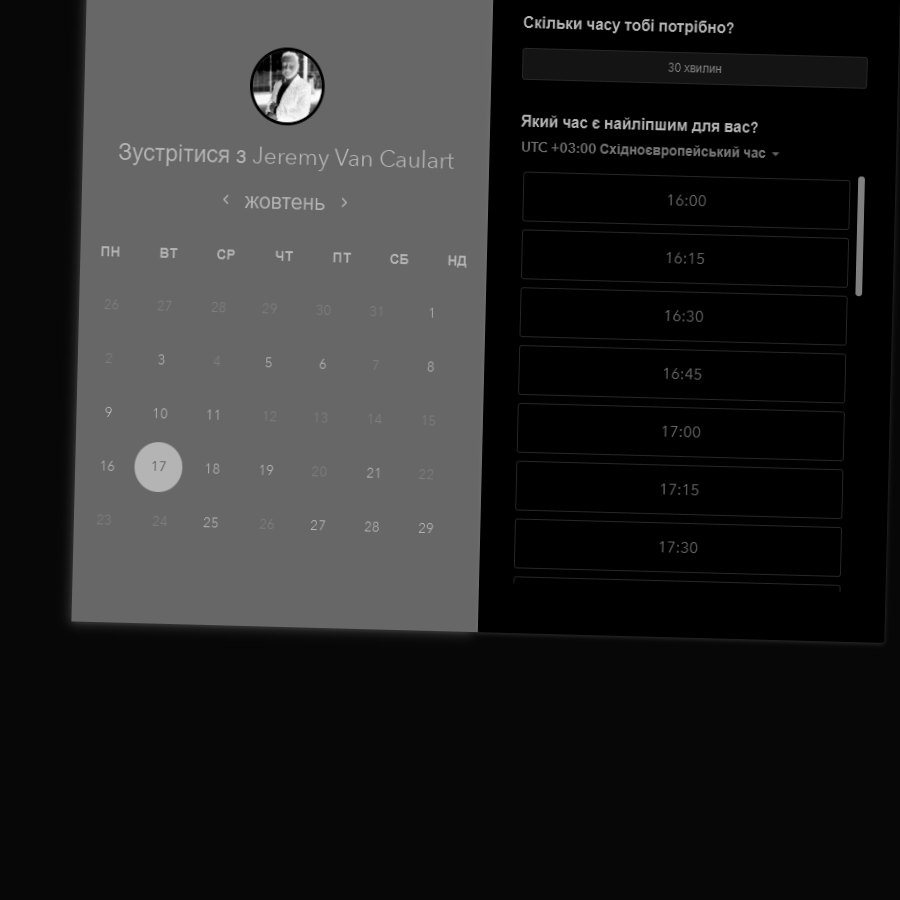 Зустрітися з Jeremy Van Caulart
жовтень
ПН ВТ СР ЧТ ПТ СБ НД
26 27 28 29 30 31 1
2 3 4 5 6 7 8
9 10 11 12 13 14 15
16 17 18 19 20 21 22
23 24 25 26 27 28 29
Скільки часу тобі потрібно?
30 хвилин
Який час є найліпшим для вас?
UTC +03:00 Східноєвропейський час
16:00
16:15
16:30
16:45
17:00
17:15
17:30